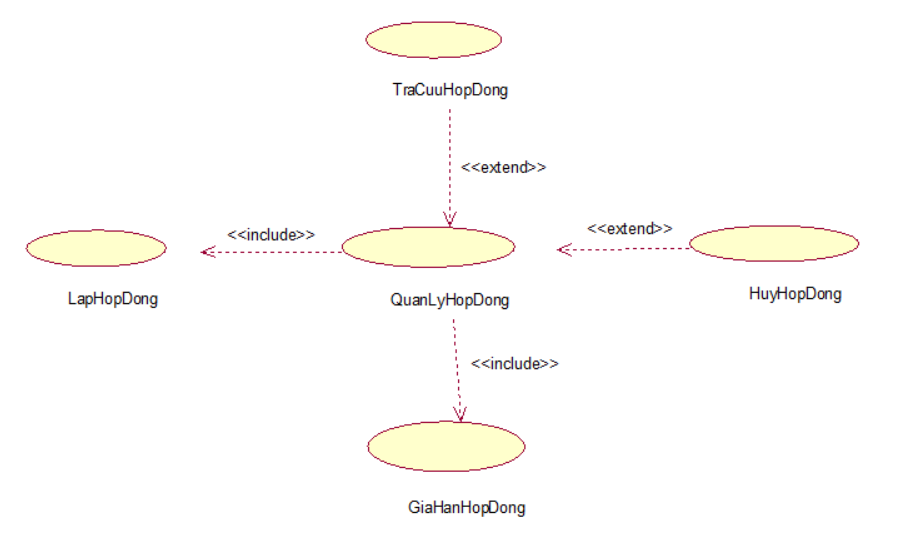 TraCuuHopDong
<<extend>>
<<include>>
<<extend>>
LapHopDong
QuanLyHopDong
HuyHopDong
<<include>>
GiaHanHopDong